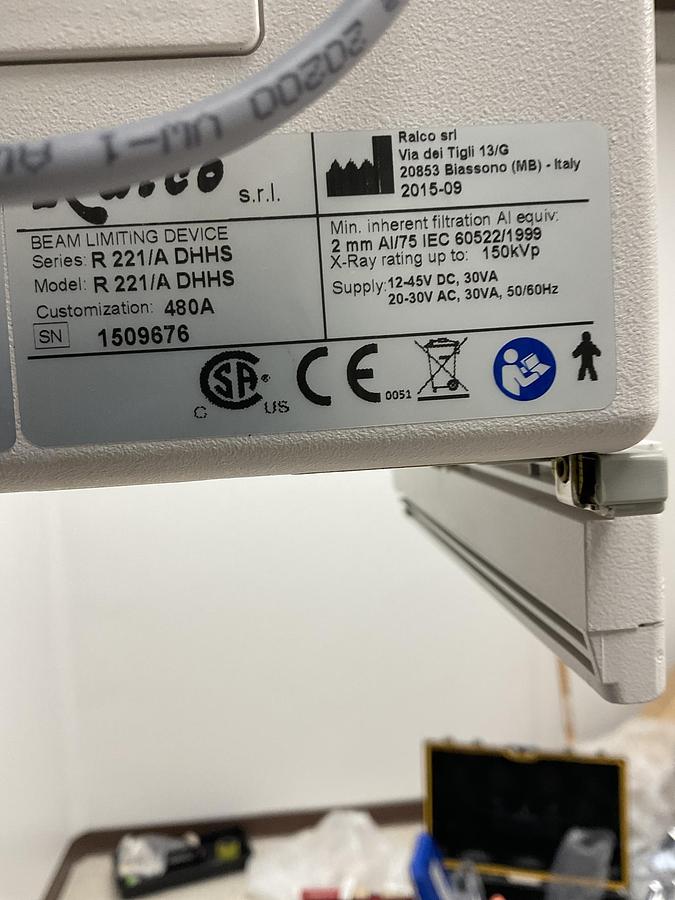 20200 VW-1
s.r.l.
Ralco srl
Via dei Tigli 13/G
20853 Biassono (MB) - Italy
2015-09
BEAM LIMITING DEVICE
Series: R 221/A DHHS
Model: R 221/A DHHS
Customization: 480A
SN 1509676
Min. inherent filtration Al equiv:
2 mm Al/75 IEC 60522/1999
X-Ray rating up to: 150kVp
Supply: 12-45V DC, 30VA
20-30V AC, 30VA, 50/60Hz
C SA ® US
CE 0051